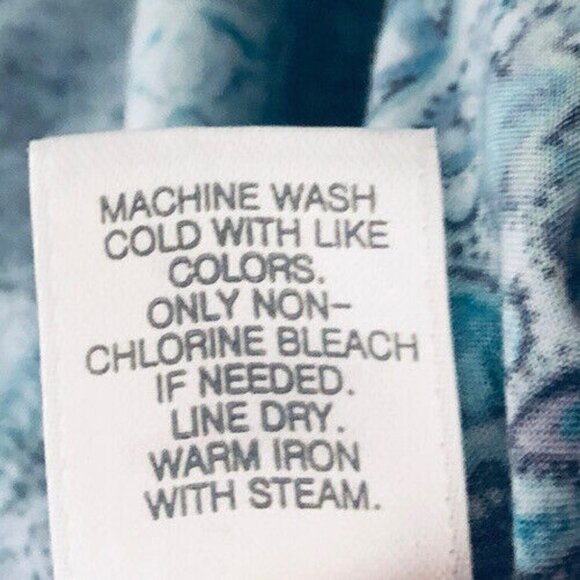 MACHINE WASH
COLD WITH LIKE
COLORS.
ONLY NON-
CHLORINE BLEACH
IF NEEDED.
LINE DRY.
WARM IRON
WITH STEAM.